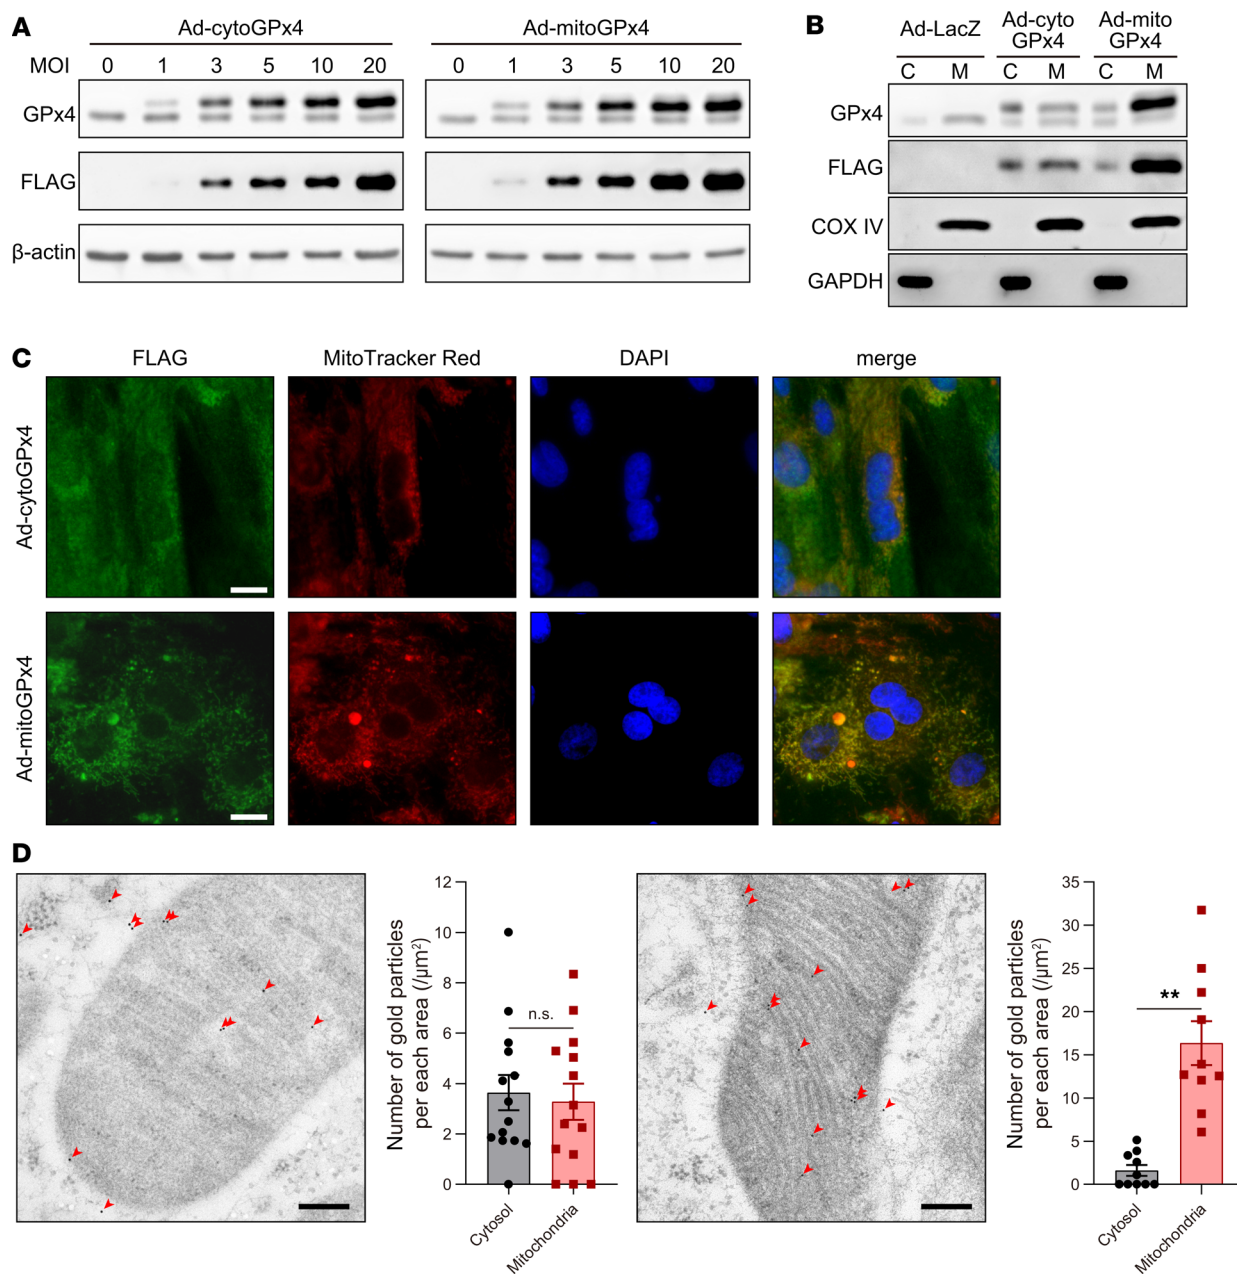 A
Ad-cytoGPx4
Ad-mitoGPx4
MOI 0 1 3 5 10 20 0 1 3 5 10 20
GPx4
FLAG
β-actin
B
Ad-LacZ
Ad-cyto
GPx4
Ad-mito
GPx4
C M C M C M
GPx4
FLAG
COX IV
GAPDH
C
FLAG MitoTracker Red DAPI merge
Ad-cytoGPx4
Ad-mitoGPx4
D
Number of gold particles
per each area (/μm²)
12
10
8
6
4
2
0
n.s.
Cytosol
Mitochondria
Number of gold particles
per each area (/μm²)
35
30
25
20
15
10
5
0
**
Cytosol
Mitochondria